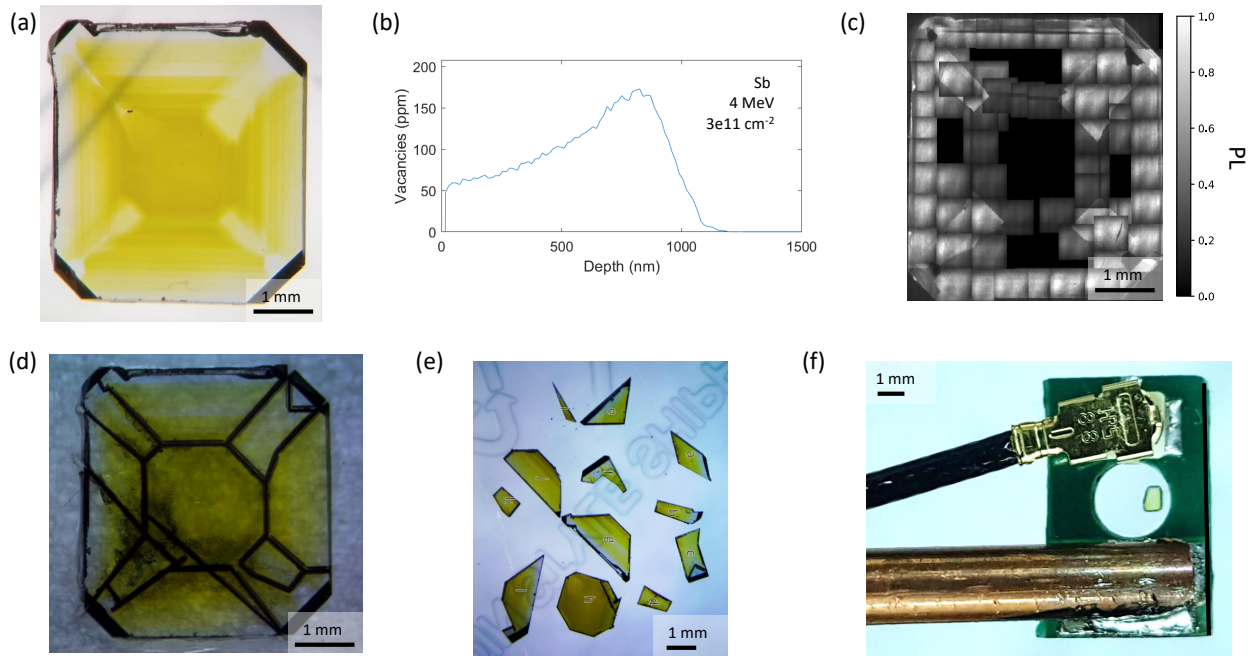 (a)
1 mm
(b)
200
150
100
50
0
Vacancies (ppm)
0
500
1000
1500
Depth (nm)
Sb
4 MeV
3e11 cm⁻²
(c)
1.0
0.8
0.6
0.4
0.2
0.0
PL
1 mm
(d)
1 mm
(e)
1 mm
(f)
1 mm